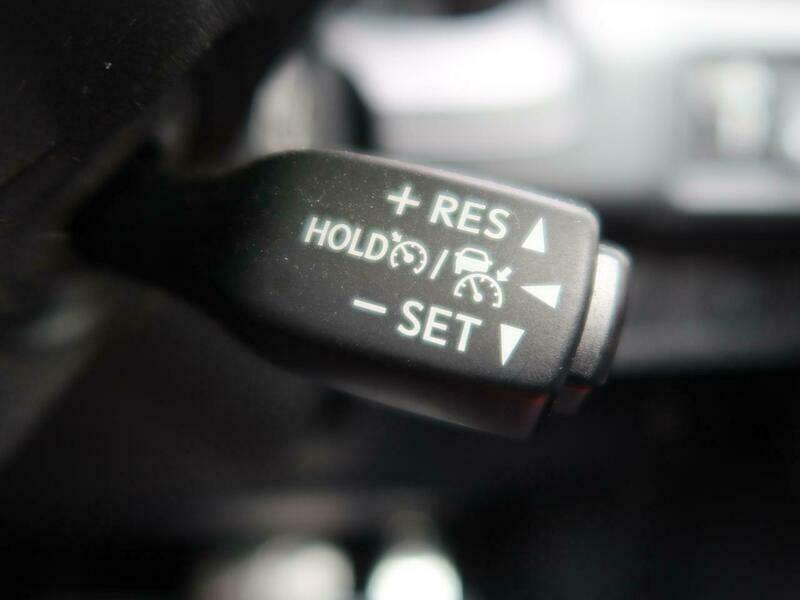 + RES
HOLD /
− SET